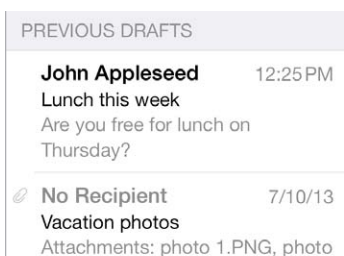 PREVIOUS DRAFTS
John Appleseed 12:25 PM
Lunch this week
Are you free for lunch on
Thursday?
No Recipient 7/10/13
Vacation photos
Attachments: photo 1.PNG, photo